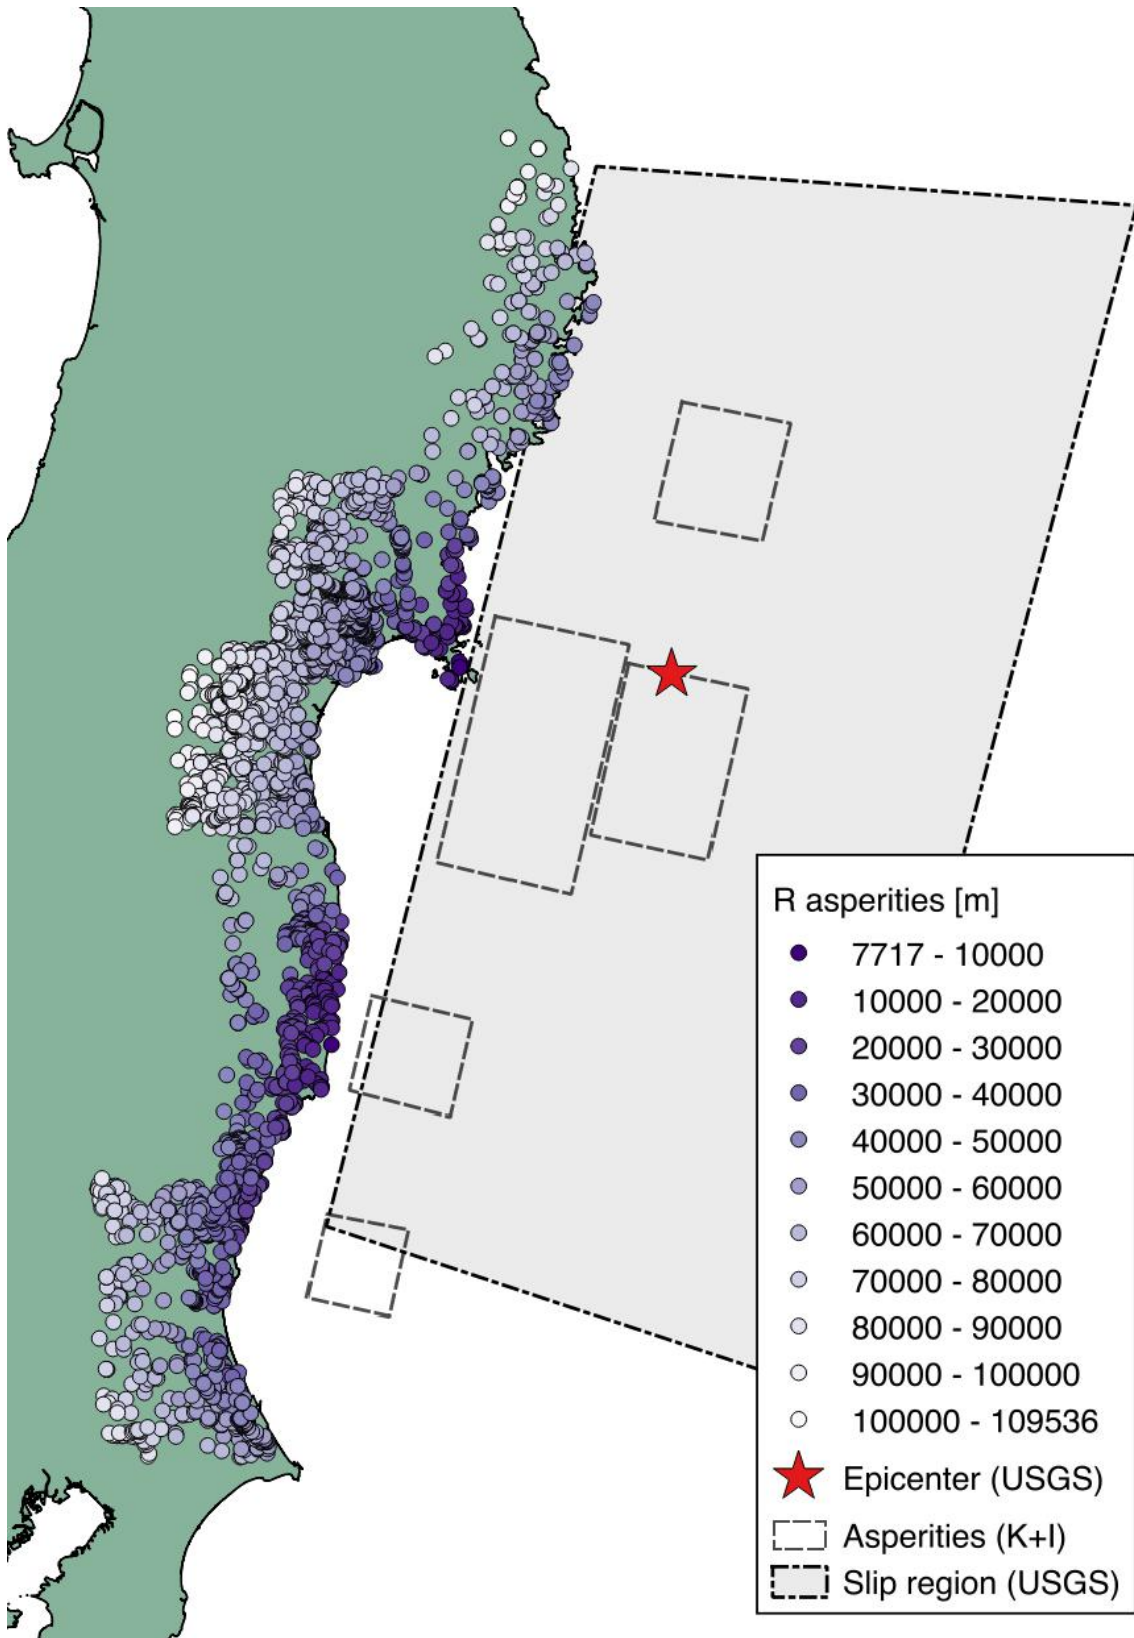 R asperities [m]
7717 - 10000
10000 - 20000
20000 - 30000
30000 - 40000
40000 - 50000
50000 - 60000
60000 - 70000
70000 - 80000
80000 - 90000
90000 - 100000
100000 - 109536
Epicenter (USGS)
Asperities (K+I)
Slip region (USGS)